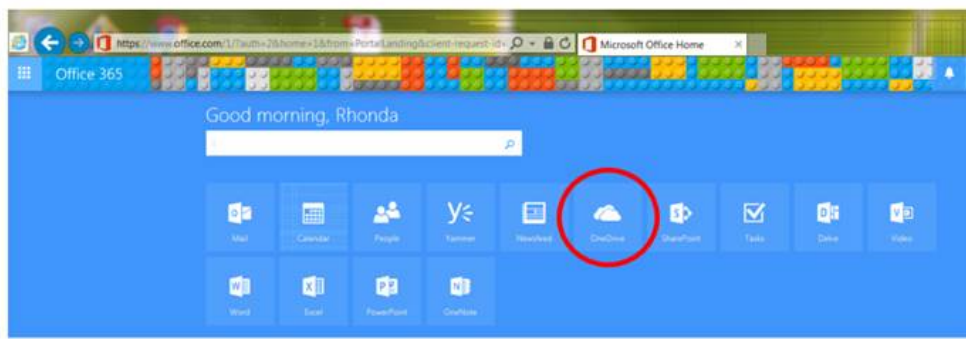 https://www.office.com/1/?auth=2&home=1&from=PortalLanding&client-request-id=
Microsoft Office Home
Office 365
Good morning, Rhonda
Mail Calendar People Yammer Newsfeed OneDrive SharePoint Tasks Delve Video
Word Excel PowerPoint OneNote